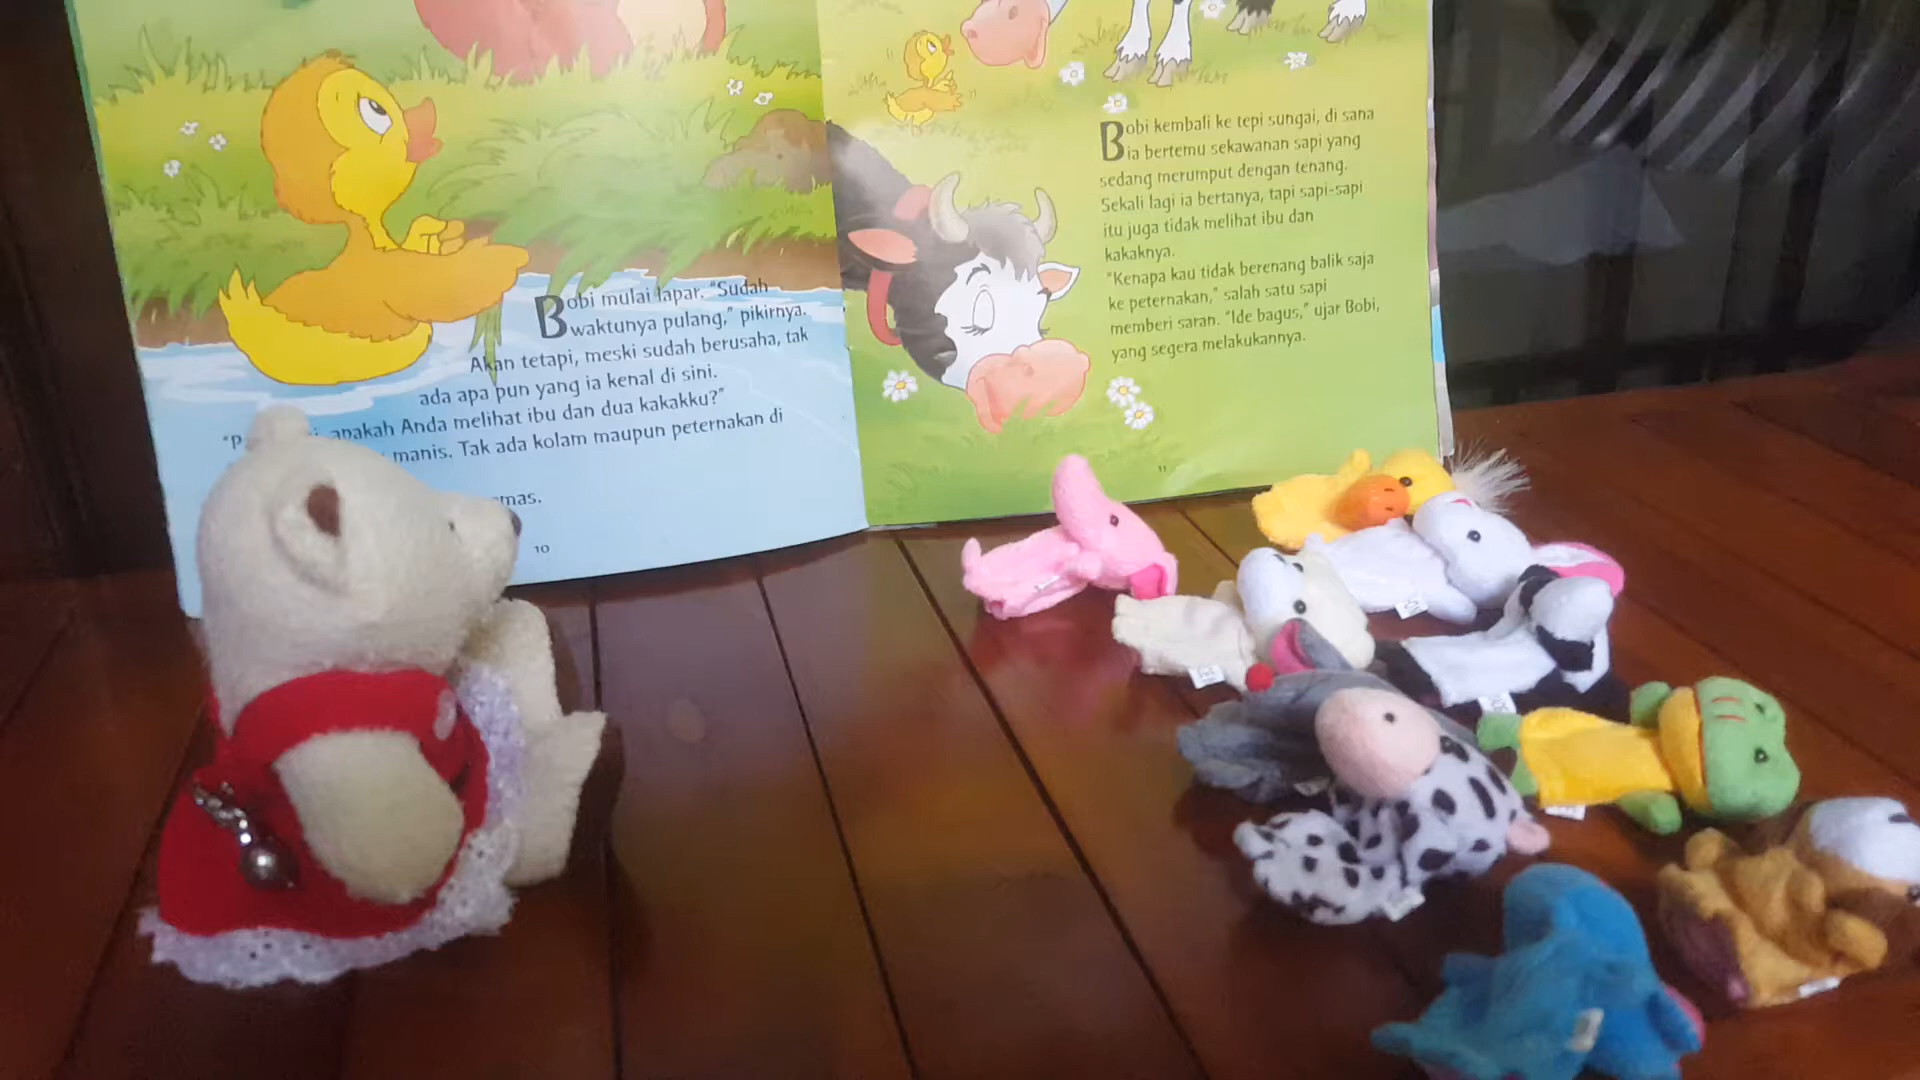 Bobi mulai lapar. "Sudah
waktunya pulang," pikirnya.
Akan tetapi, meski sudah berusaha, tak
ada apa pun yang ia kenal di sini.
apakah Anda melihat ibu dan dua kakakku?"
manis. Tak ada kolam maupun peternakan di
10
Bobi kembali ke tepi sungai, di sana
ia bertemu sekawanan sapi yang
sedang merumput dengan tenang.
Sekali lagi ia bertanya, tapi sapi-sapi
itu juga tidak melihat ibu dan
kakaknya.
"Kenapa kau tidak berenang balik saja
ke peternakan," salah satu sapi
memberi saran. "Ide bagus," ujar Bobi,
yang segera melakukannya.
11